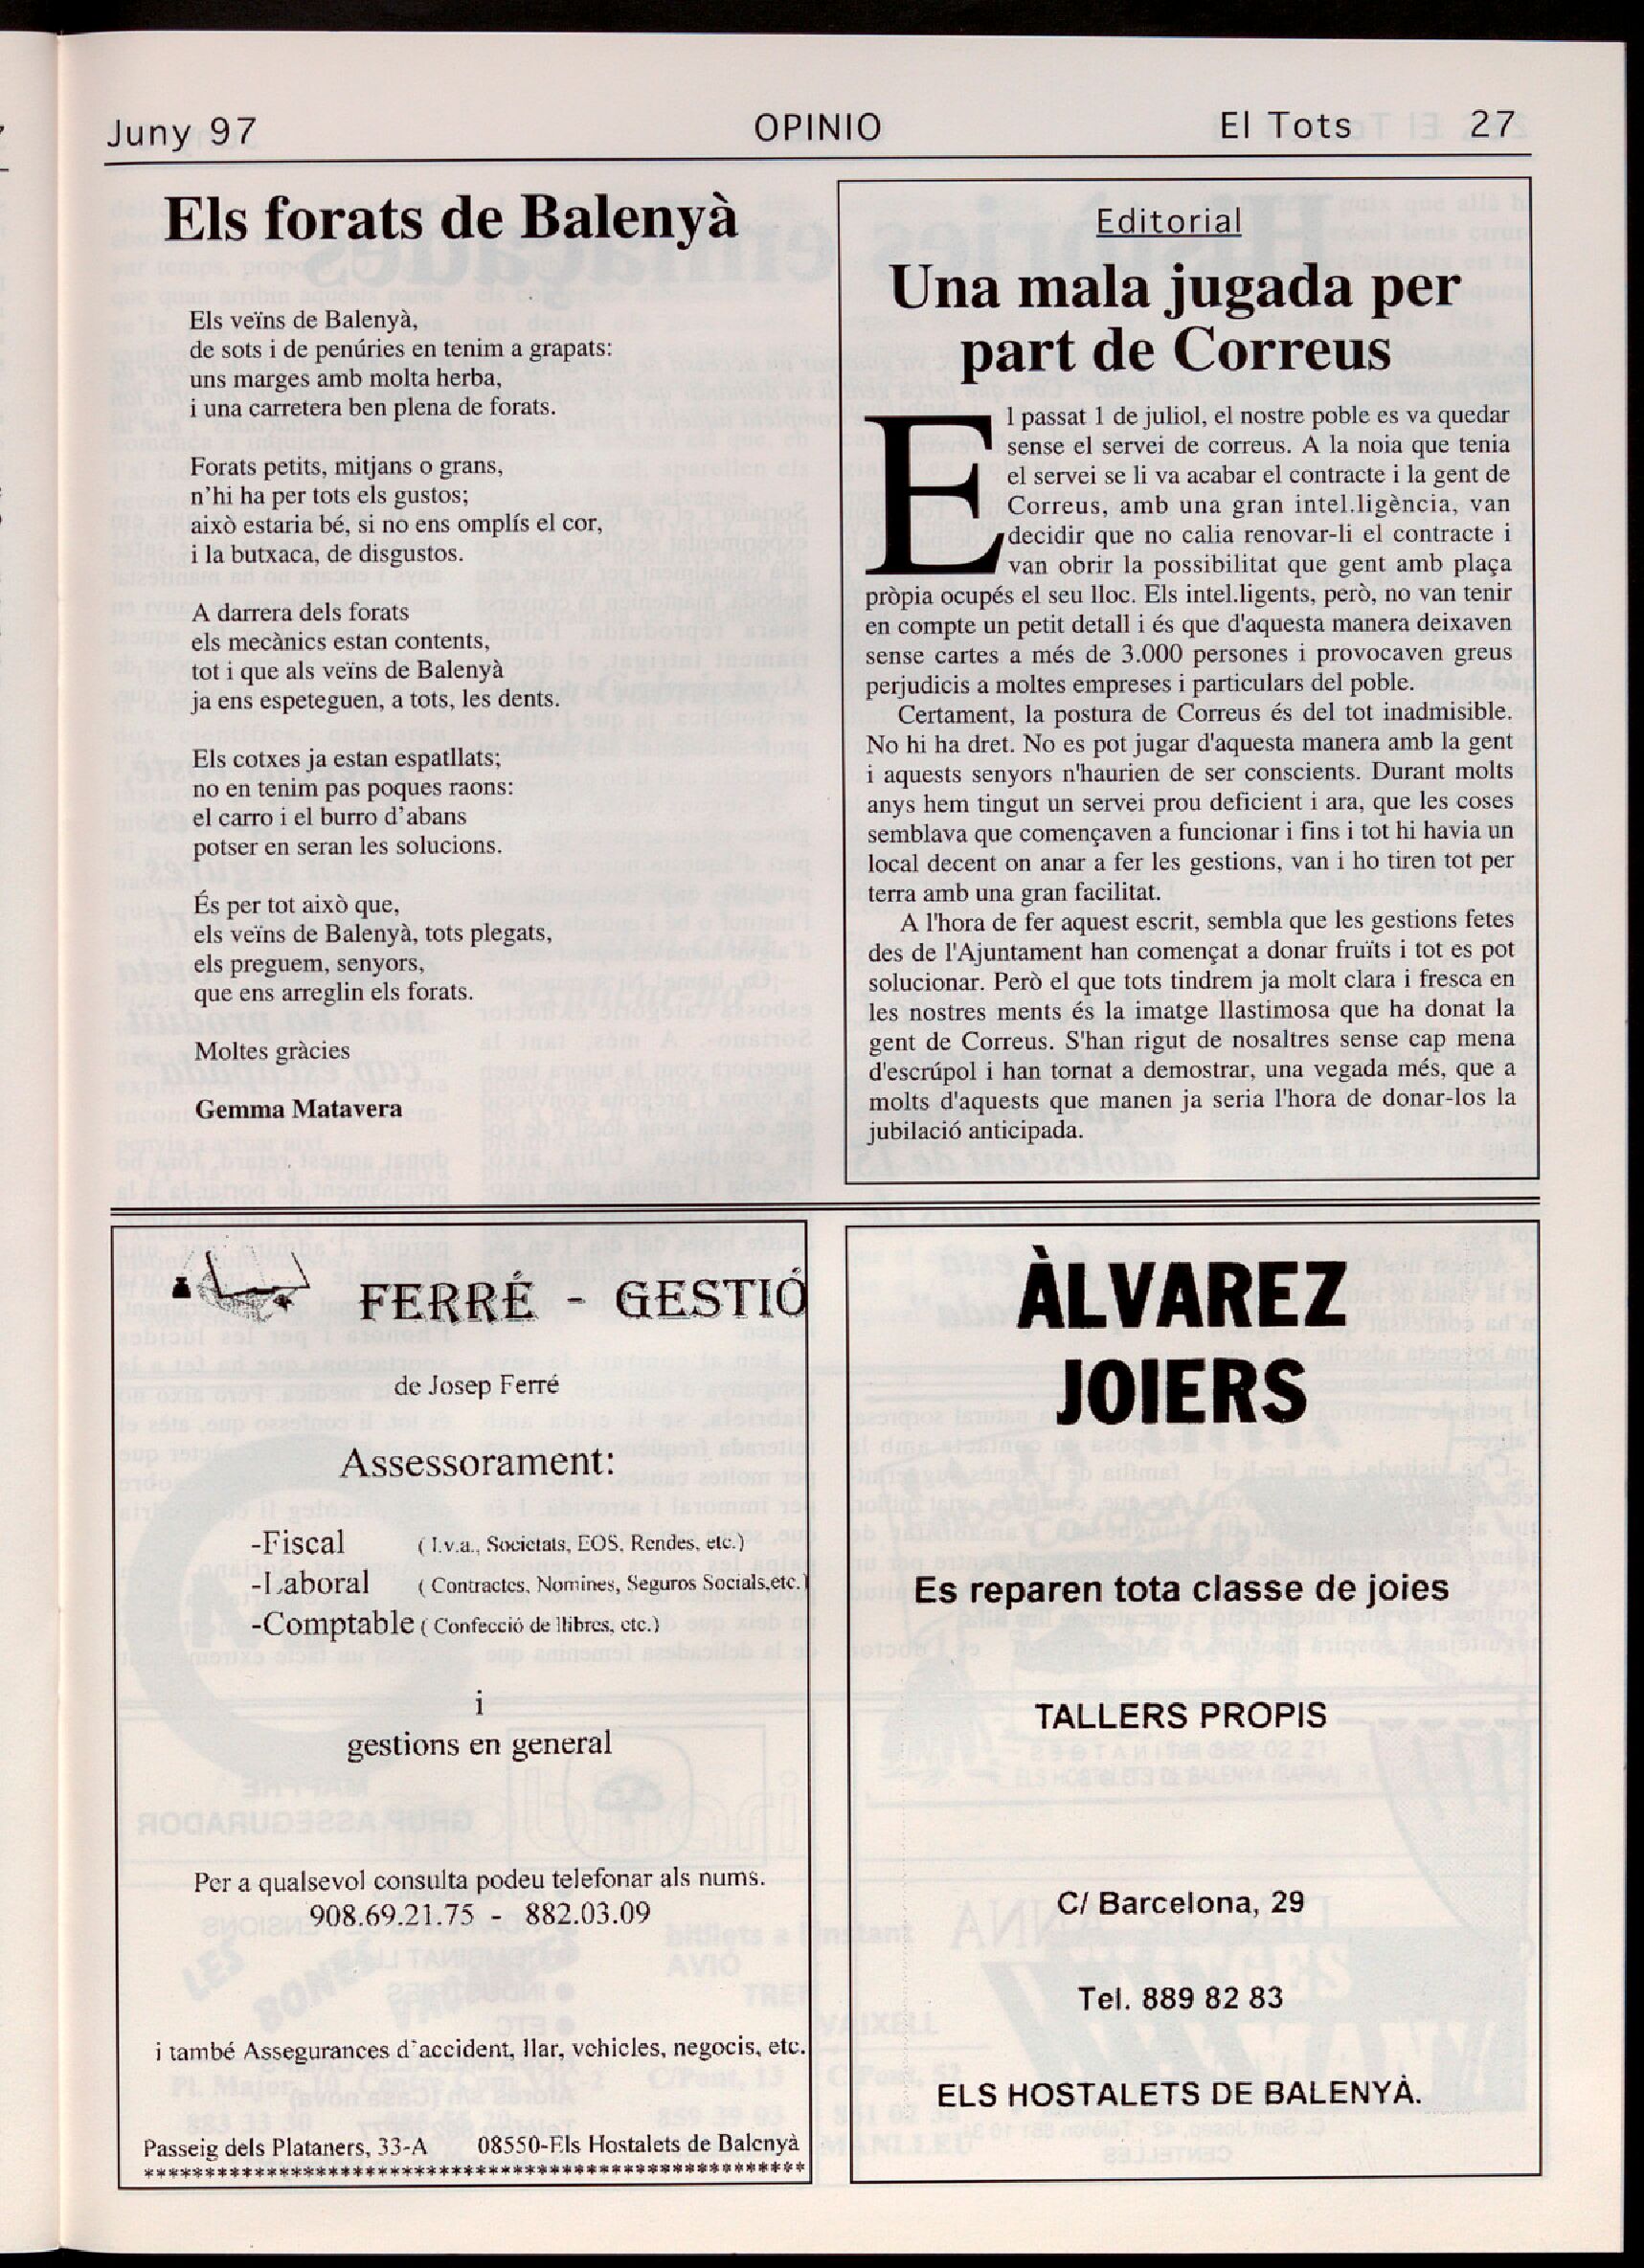 Juny 97
OPINIO
El Tots 27
Els forats de Balenyà
Els veïns de Balenyà,
de sots i de penúries en tenim a grapats:
uns marges amb molta herba,
i una carretera ben plena de forats.
Forats petits, mitjans o grans,
n'hi ha per tots els gustos;
això estaria bé, si no ens omplís el cor,
i la butxaca, de disgustos.
A darrera dels forats
els mecànics estan contents,
tot i que als veïns de Balenyà
ja ens espeteguen, a tots, les dents.
Els cotxes ja estan espatllats;
no en tenim pas poques raons:
el carro i el burro d'abans
potser en seran les solucions.
És per tot això que,
els veïns de Balenyà, tots plegats,
els preguem, senyors,
que ens arreglin els forats.
Moltes gràcies
Gemma Matavera
Editorial
Una mala jugada per
part de Correus
El passat 1 de juliol, el nostre poble es va quedar
sense el servei de correus. A la noia que tenia
el servei se li va acabar el contracte i la gent de
Correus, amb una gran intel.ligència, van
decidir que no calia renovar-li el contracte i
van obrir la possibilitat que gent amb plaça
pròpia ocupés el seu lloc. Els intel.ligents, però, no van tenir
en compte un petit detall i és que d'aquesta manera deixaven
sense cartes a més de 3.000 persones i provocaven greus
perjudicis a moltes empreses i particulars del poble.
Certament, la postura de Correus és del tot inadmisible.
No hi ha dret. No es pot jugar d'aquesta manera amb la gent
i aquests senyors n'haurien de ser conscients. Durant molts
anys hem tingut un servei prou deficient i ara, que les coses
semblava que començaven a funcionar i fins i tot hi havia un
local decent on anar a fer les gestions, van i ho tiren tot per
terra amb una gran facilitat.
A l'hora de fer aquest escrit, sembla que les gestions fetes
des de l'Ajuntament han començat a donar fruïts i tot es pot
solucionar. Però el que tots tindrem ja molt clara i fresca en
les nostres ments és la imatge llastimosa que ha donat la
gent de Correus. S'han rigut de nosaltres sense cap mena
d'escrúpol i han tornat a demostrar, una vegada més, que a
molts d'aquests que manen ja seria l'hora de donar-los la
jubilació anticipada.
FERRÉ - GESTIÓ
de Josep Ferré
Assessorament:
-Fiscal ( I.v.a., Societats, EOS, Rendes, etc.)
-Laboral ( Contractes, Nomines, Seguros Socials,etc.)
-Comptable ( Confecció de llibres, etc.)
i
gestions en general
Per a qualsevol consulta podeu telefonar als nums.
908.69.21.75 - 882.03.09
i també Assegurances d'accident, llar, vehicles, negocis, etc.
Passeig dels Plataners, 33-A 08550-Els Hostalets de Balenyà
ÀLVAREZ
JOIERS
Es reparen tota classe de joies
TALLERS PROPIS
C/ Barcelona, 29
Tel. 889 82 83
ELS HOSTALETS DE BALENYÀ.